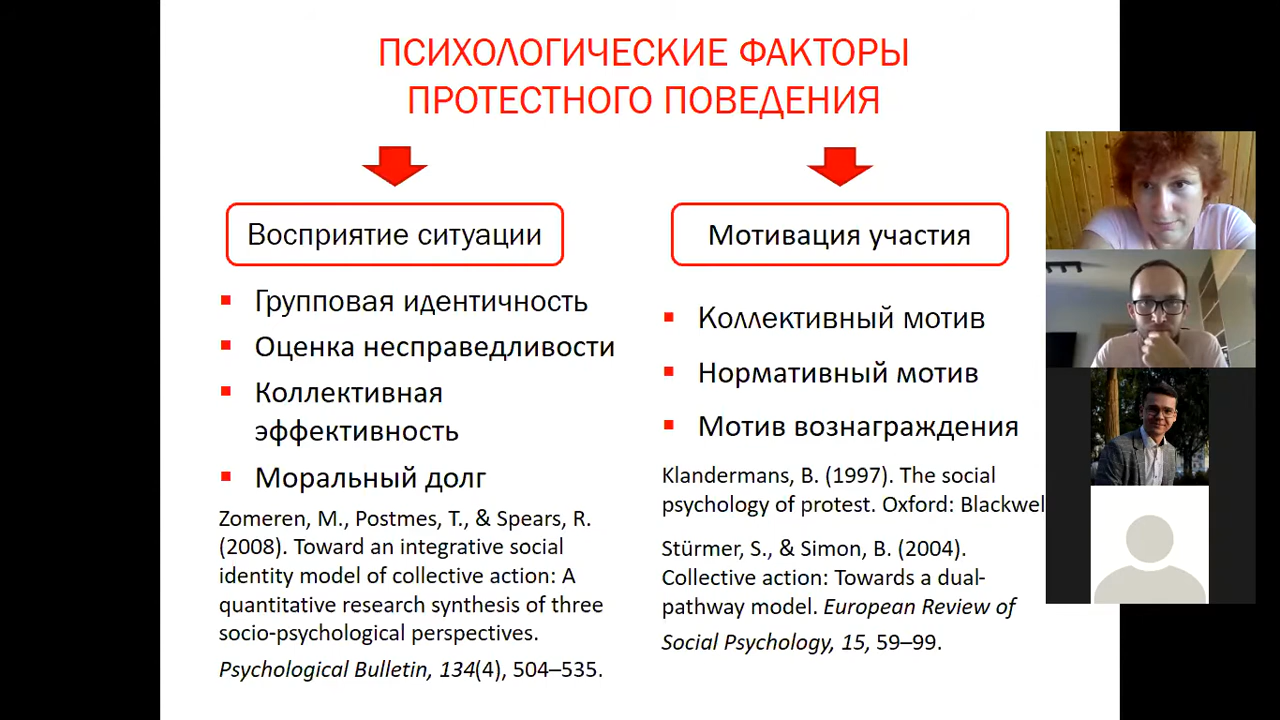 ПСИХОЛОГИЧЕСКИЕ ФАКТОРЫ
ПРОТЕСТНОГО ПОВЕДЕНИЯ
Восприятие ситуации
Групповая идентичность
Оценка несправедливости
Коллективная
эффективность
Моральный долг
Zomeren, M., Postmes, T., & Spears, R.
(2008). Toward an integrative social
identity model of collective action: A
quantitative research synthesis of three
socio-psychological perspectives.
Psychological Bulletin, 134(4), 504–535.
Мотивация участия
Коллективный мотив
Нормативный мотив
Мотив вознаграждения
Klandermans, B. (1997). The social
psychology of protest. Oxford: Blackwel
Stürmer, S., & Simon, B. (2004).
Collective action: Towards a dual-
pathway model. European Review of
Social Psychology, 15, 59–99.